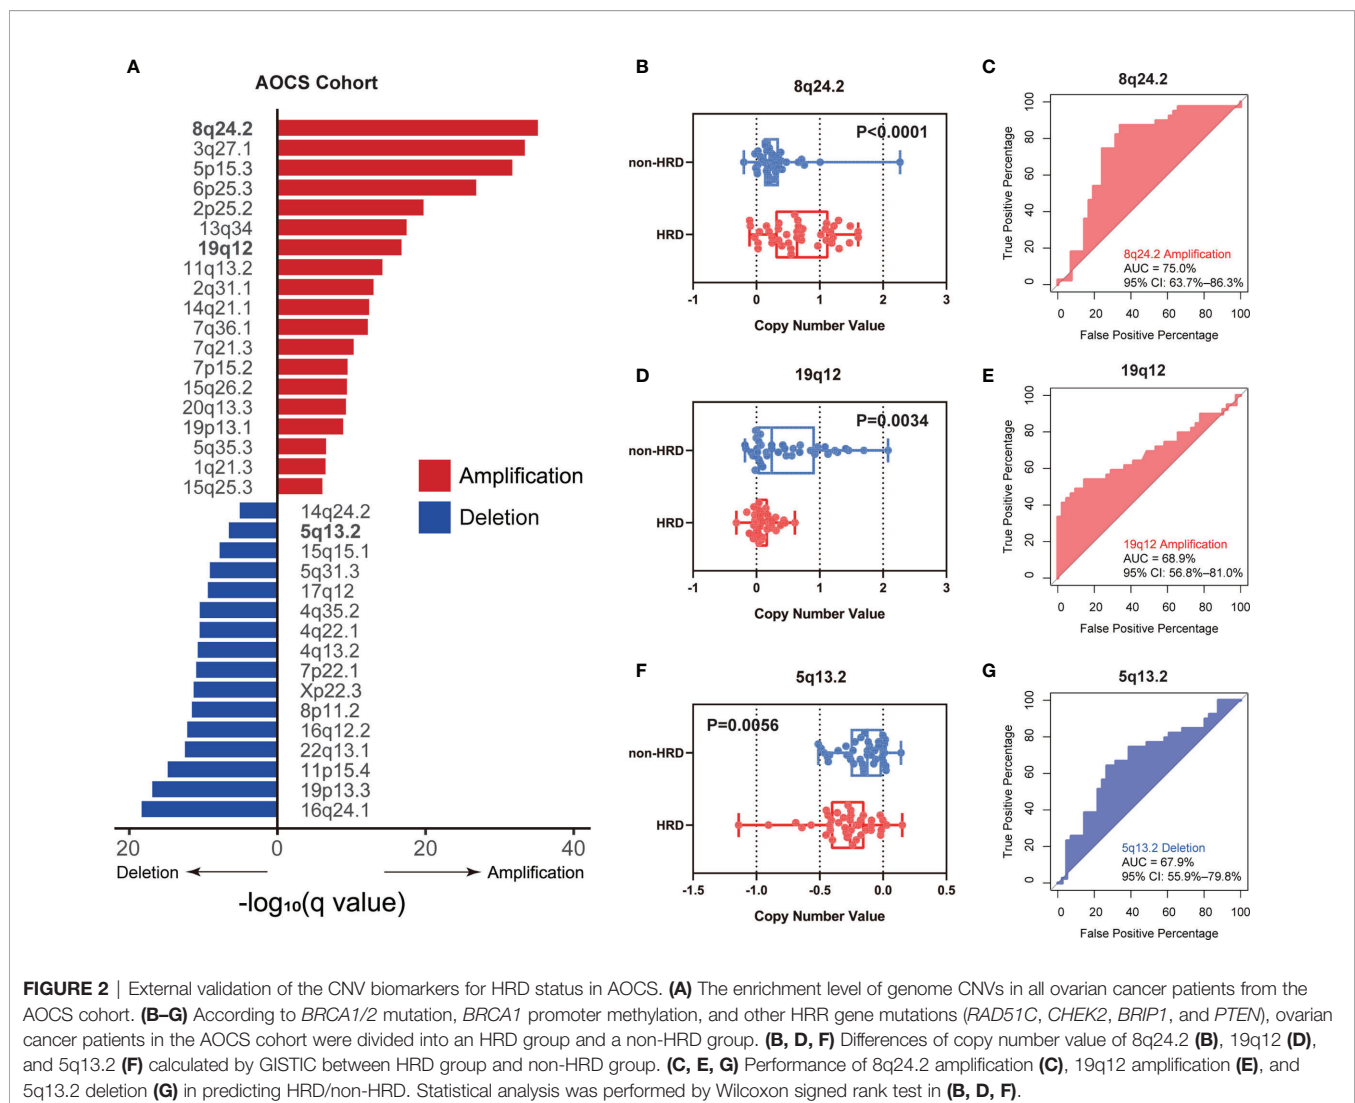 A
AOCS Cohort
8q24.2
3q27.1
5p15.3
6p25.3
2p25.2
13q34
19q12
11q13.2
2q31.1
14q21.1
7q36.1
7q21.3
7p15.2
15q26.2
20q13.3
19p13.1
5q35.3
1q21.3
15q25.3
Amplification
Deletion
14q24.2
5q13.2
15q15.1
5q31.3
17q12
4q35.2
4q22.1
4q13.2
7p22.1
Xp22.3
8p11.2
16q12.2
22q13.1
11p15.4
19p13.3
16q24.1
20 0 20 40
Deletion Amplification
-log₁₀(q value)
B
8q24.2
P<0.0001
non-HRD
HRD
-1 0 1 2 3
Copy Number Value
C
8q24.2
True Positive Percentage
100
80
60
40
20
0
8q24.2 Amplification
AUC = 75.0%
95% CI: 63.7%–86.3%
0 20 40 60 80 100
False Positive Percentage
D
19q12
P=0.0034
non-HRD
HRD
-1 0 1 2 3
Copy Number Value
E
19q12
True Positive Percentage
100
80
60
40
20
0
19q12 Amplification
AUC = 68.9%
95% CI: 56.8%–81.0%
0 20 40 60 80 100
False Positive Percentage
F
5q13.2
P=0.0056
non-HRD
HRD
-1.5 -1.0 -0.5 0.0 0.5
Copy Number Value
G
5q13.2
True Positive Percentage
100
80
60
40
20
0
5q13.2 Deletion
AUC = 67.9%
95% CI: 55.9%–79.8%
0 20 40 60 80 100
False Positive Percentage
FIGURE 2 | External validation of the CNV biomarkers for HRD status in AOCS. (A) The enrichment level of genome CNVs in all ovarian cancer patients from the
AOCS cohort. (B–G) According to BRCA1/2 mutation, BRCA1 promoter methylation, and other HRR gene mutations (RAD51C, CHEK2, BRIP1, and PTEN), ovarian
cancer patients in the AOCS cohort were divided into an HRD group and a non-HRD group. (B, D, F) Differences of copy number value of 8q24.2 (B), 19q12 (D),
and 5q13.2 (F) calculated by GISTIC between HRD group and non-HRD group. (C, E, G) Performance of 8q24.2 amplification (C), 19q12 amplification (E), and
5q13.2 deletion (G) in predicting HRD/non-HRD. Statistical analysis was performed by Wilcoxon signed rank test in (B, D, F).